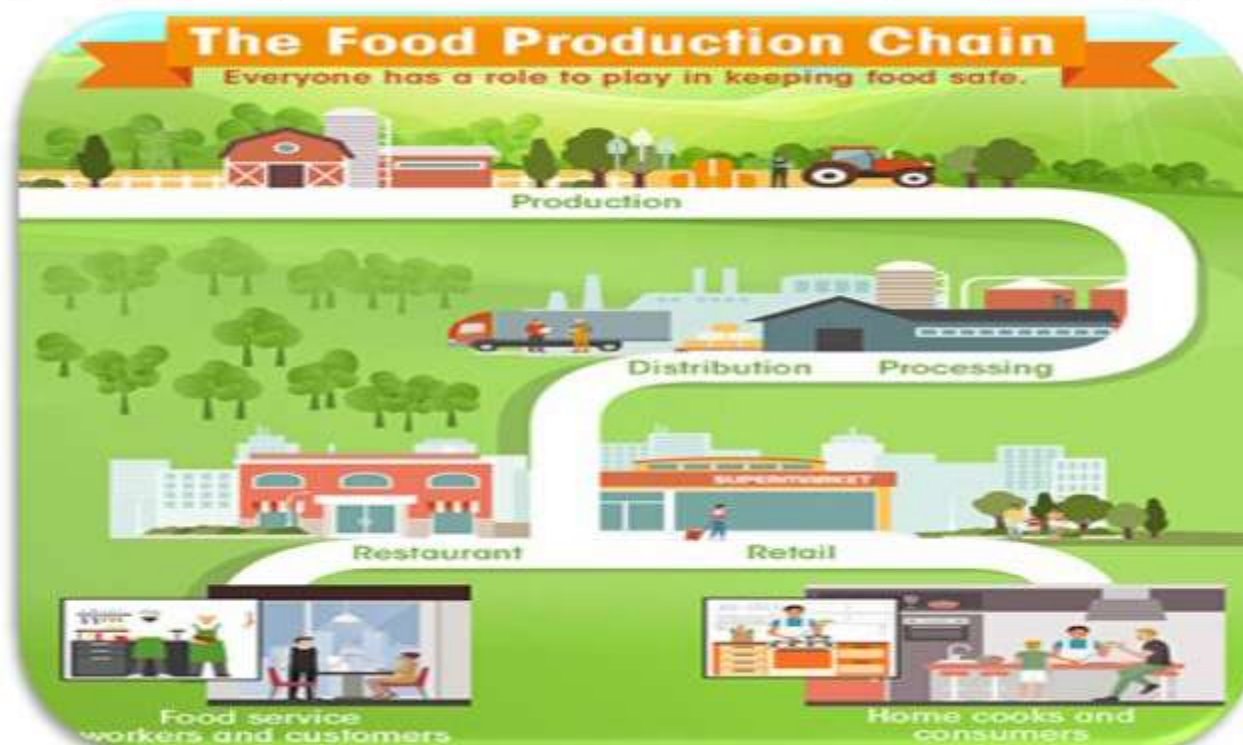 The Food Production Chain
Everyone has a role to play in keeping food safe.
Production
Distribution
Processing
SUPERMARKET
Restaurant
Retail
Food service
workers and customers
Home cooks and
consumers